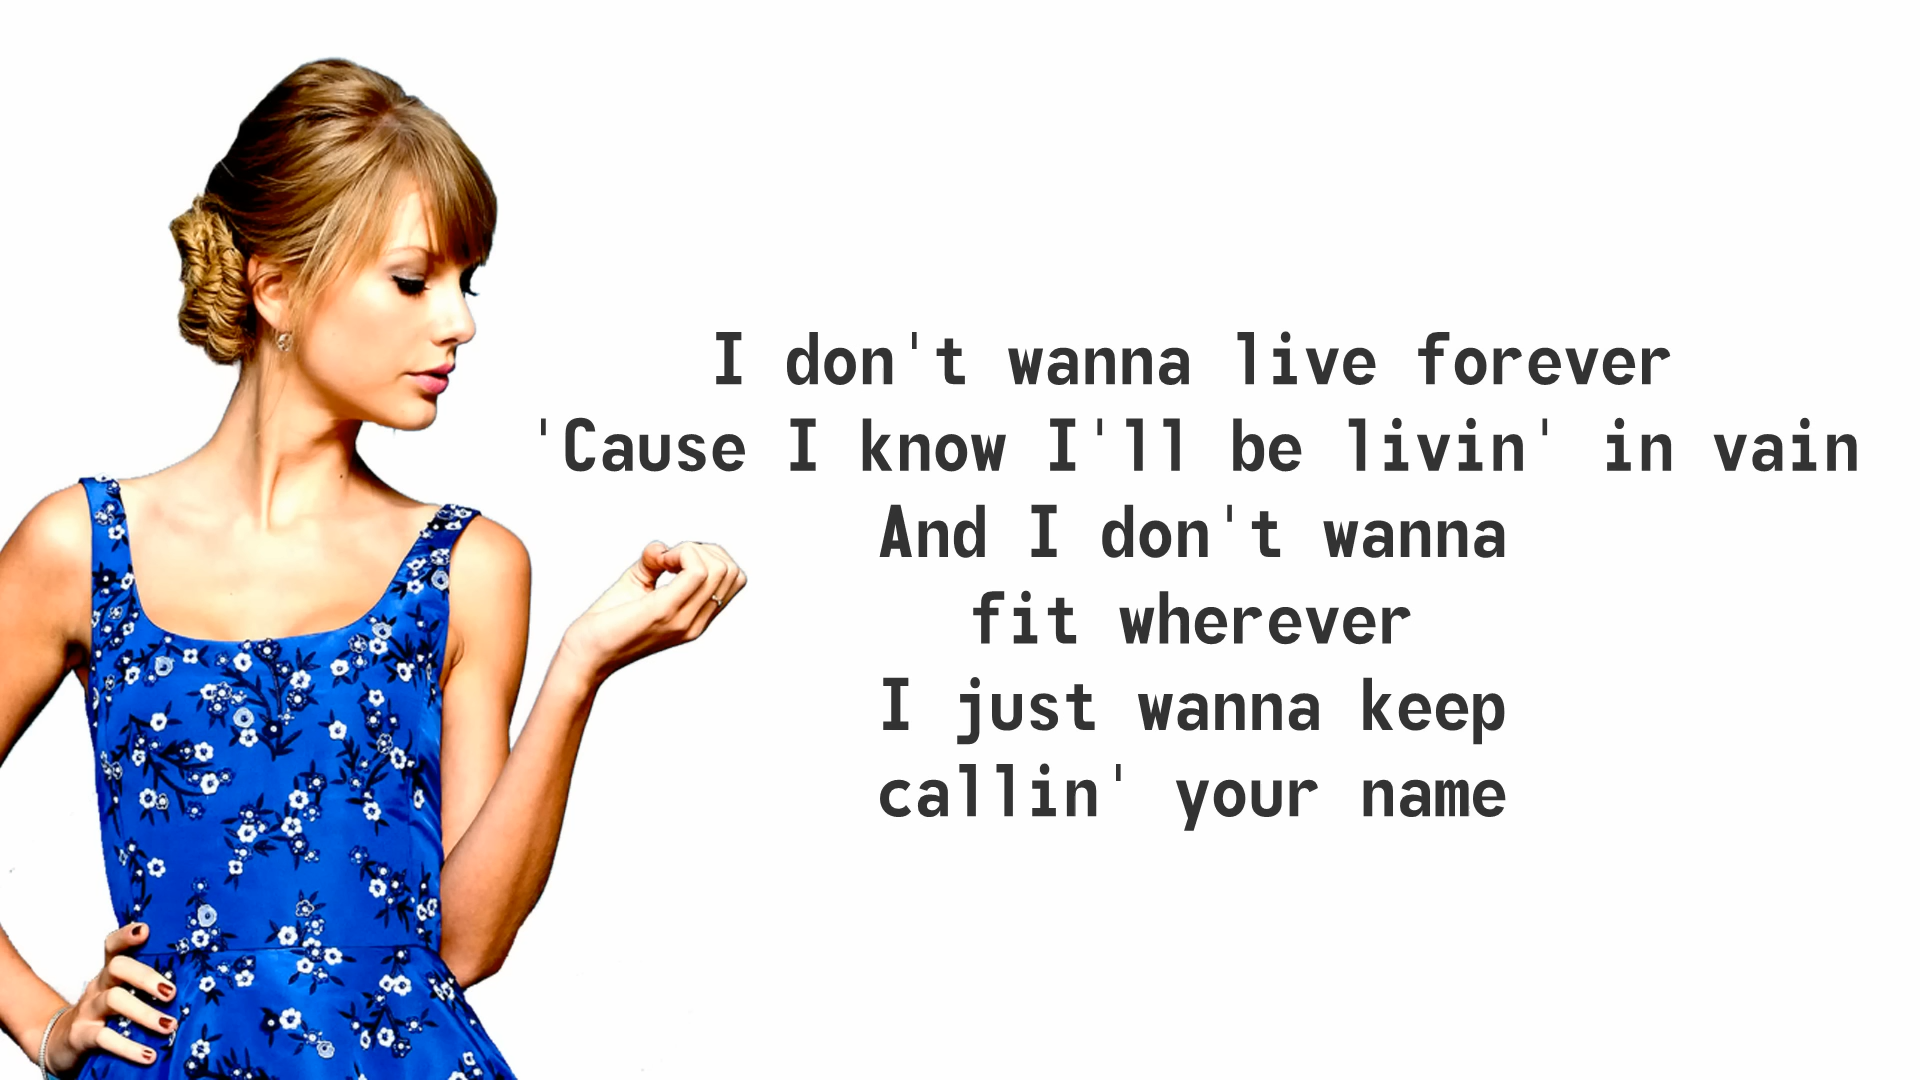 I don't wanna live forever
'Cause I know I'll be livin' in vain
And I don't wanna
fit wherever
I just wanna keep
callin' your name